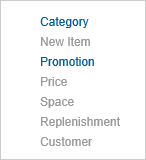 Category
New Item
Promotion
Price
Space
Replenishment
Customer